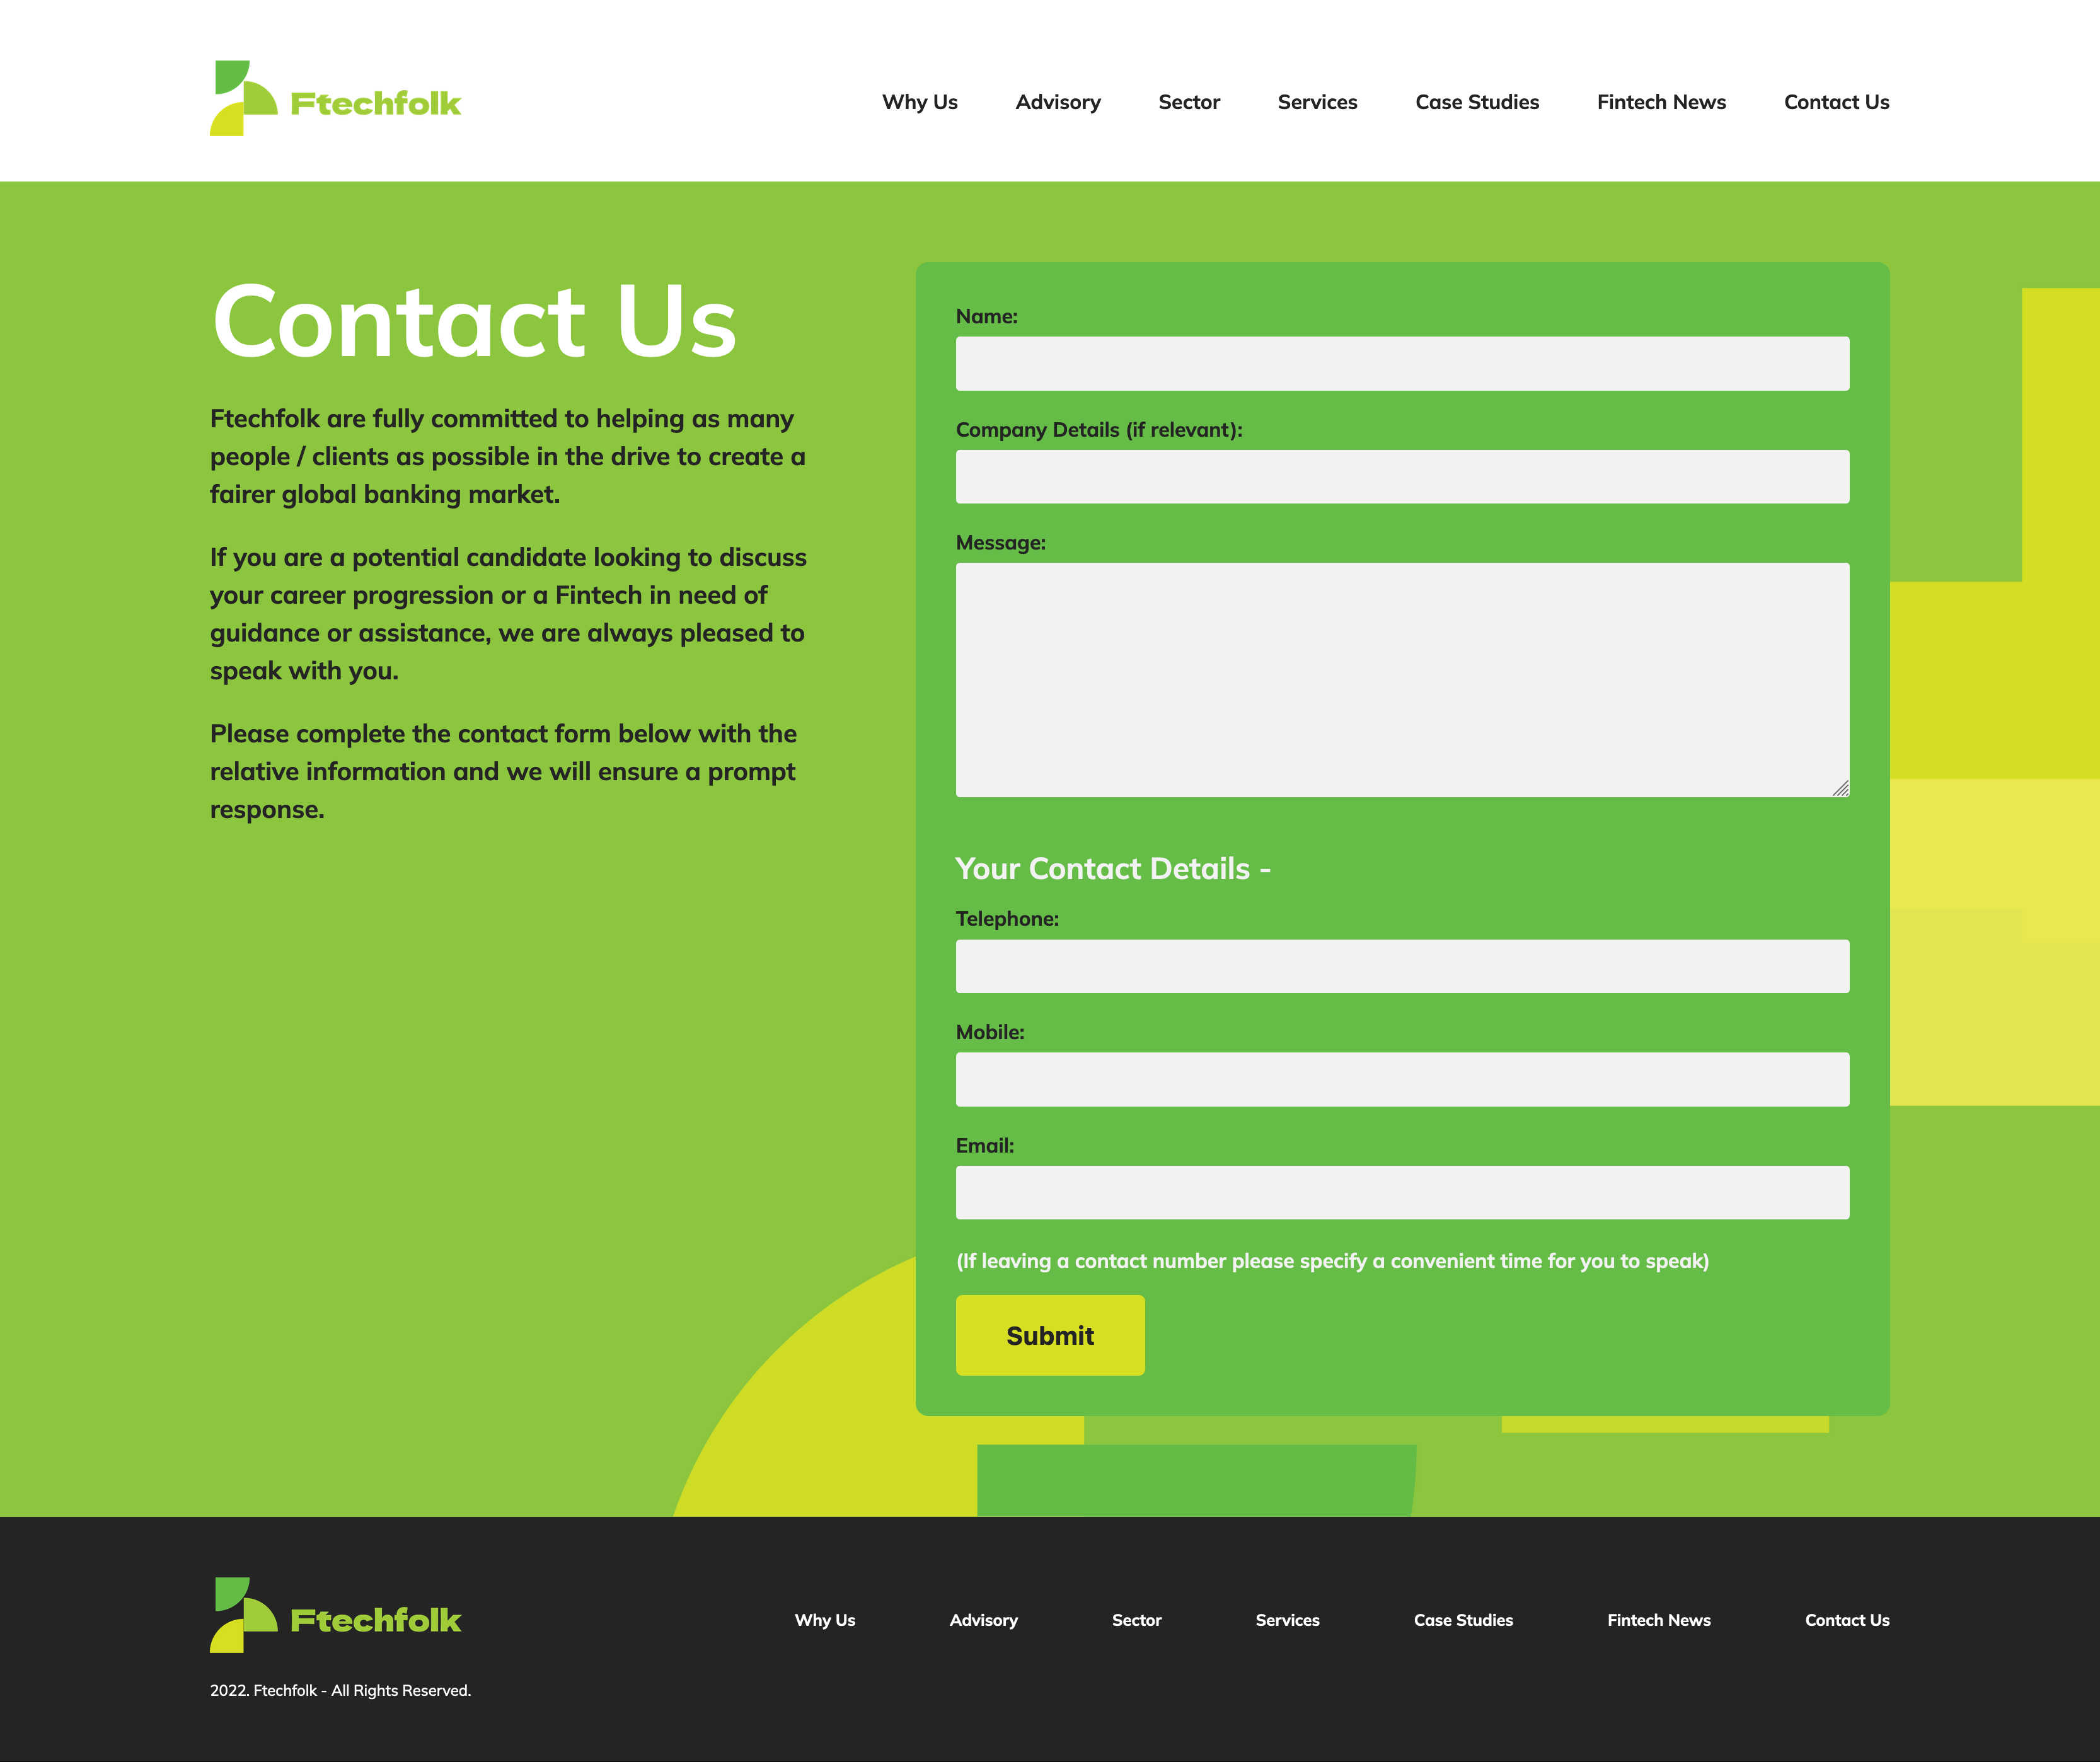 Ftechfolk
Why Us
Advisory
Sector
Services
Case Studies
Fintech News
Contact Us
Contact Us
Ftechfolk are fully committed to helping as many
people / clients as possible in the drive to create a
fairer global banking market.
If you are a potential candidate looking to discuss
your career progression or a Fintech in need of
guidance or assistance, we are always pleased to
speak with you.
Please complete the contact form below with the
relative information and we will ensure a prompt
response.
Name:
Company Details (if relevant):
Message:
Your Contact Details -
Telephone:
Mobile:
Email:
(If leaving a contact number please specify a convenient time for you to speak)
Submit
Ftechfolk
Why Us
Advisory
Sector
Services
Case Studies
Fintech News
Contact Us
2022. Ftechfolk - All Rights Reserved.